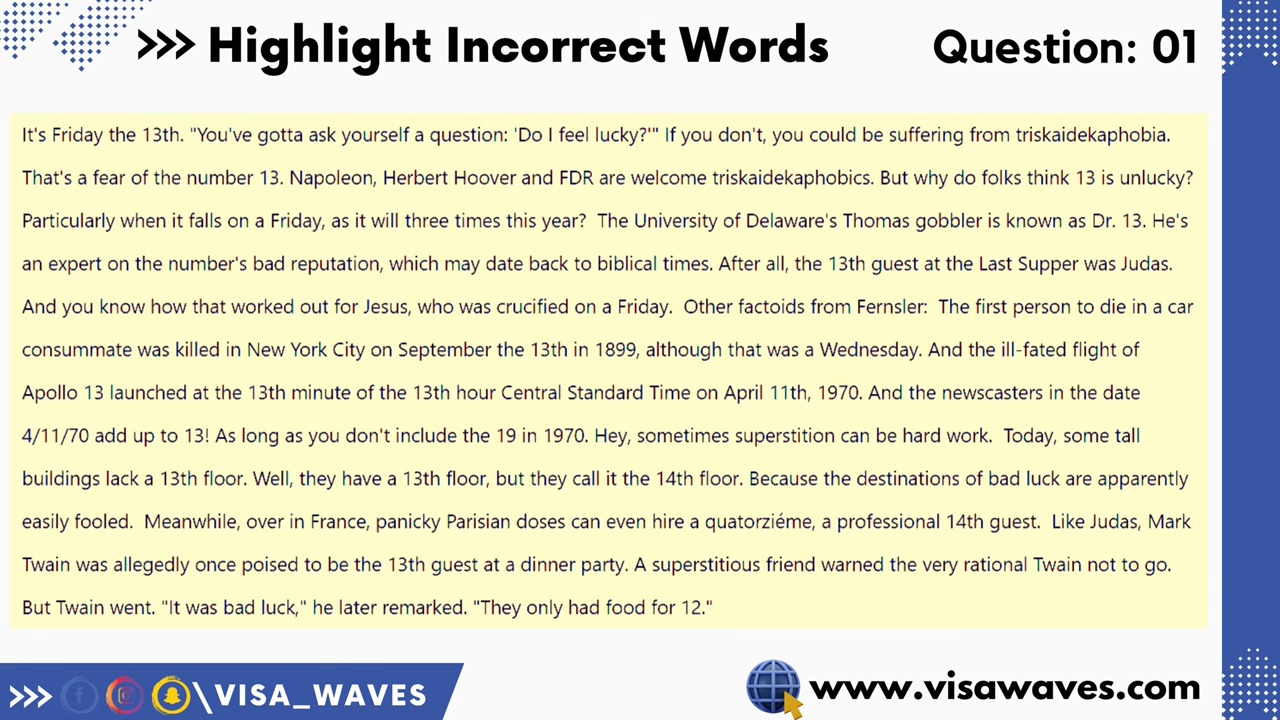 >>> Highlight Incorrect Words
Question: 01
It's Friday the 13th. "You've gotta ask yourself a question: 'Do I feel lucky?'" If you don't, you could be suffering from triskaidekaphobia.
That's a fear of the number 13. Napoleon, Herbert Hoover and FDR are welcome triskaidekaphobics. But why do folks think 13 is unlucky?
Particularly when it falls on a Friday, as it will three times this year?  The University of Delaware's Thomas gobbler is known as Dr. 13. He's
an expert on the number's bad reputation, which may date back to biblical times. After all, the 13th guest at the Last Supper was Judas.
And you know how that worked out for Jesus, who was crucified on a Friday.  Other factoids from Fernsler:  The first person to die in a car
consummate was killed in New York City on September the 13th in 1899, although that was a Wednesday. And the ill-fated flight of
Apollo 13 launched at the 13th minute of the 13th hour Central Standard Time on April 11th, 1970. And the newscasters in the date
4/11/70 add up to 13! As long as you don't include the 19 in 1970. Hey, sometimes superstition can be hard work.  Today, some tall
buildings lack a 13th floor. Well, they have a 13th floor, but they call it the 14th floor. Because the destinations of bad luck are apparently
easily fooled.  Meanwhile, over in France, panicky Parisian doses can even hire a quatorziéme, a professional 14th guest.  Like Judas, Mark
Twain was allegedly once poised to be the 13th guest at a dinner party. A superstitious friend warned the very rational Twain not to go.
But Twain went. "It was bad luck," he later remarked. "They only had food for 12."
>>> \VISA_WAVES
www.visawaves.com